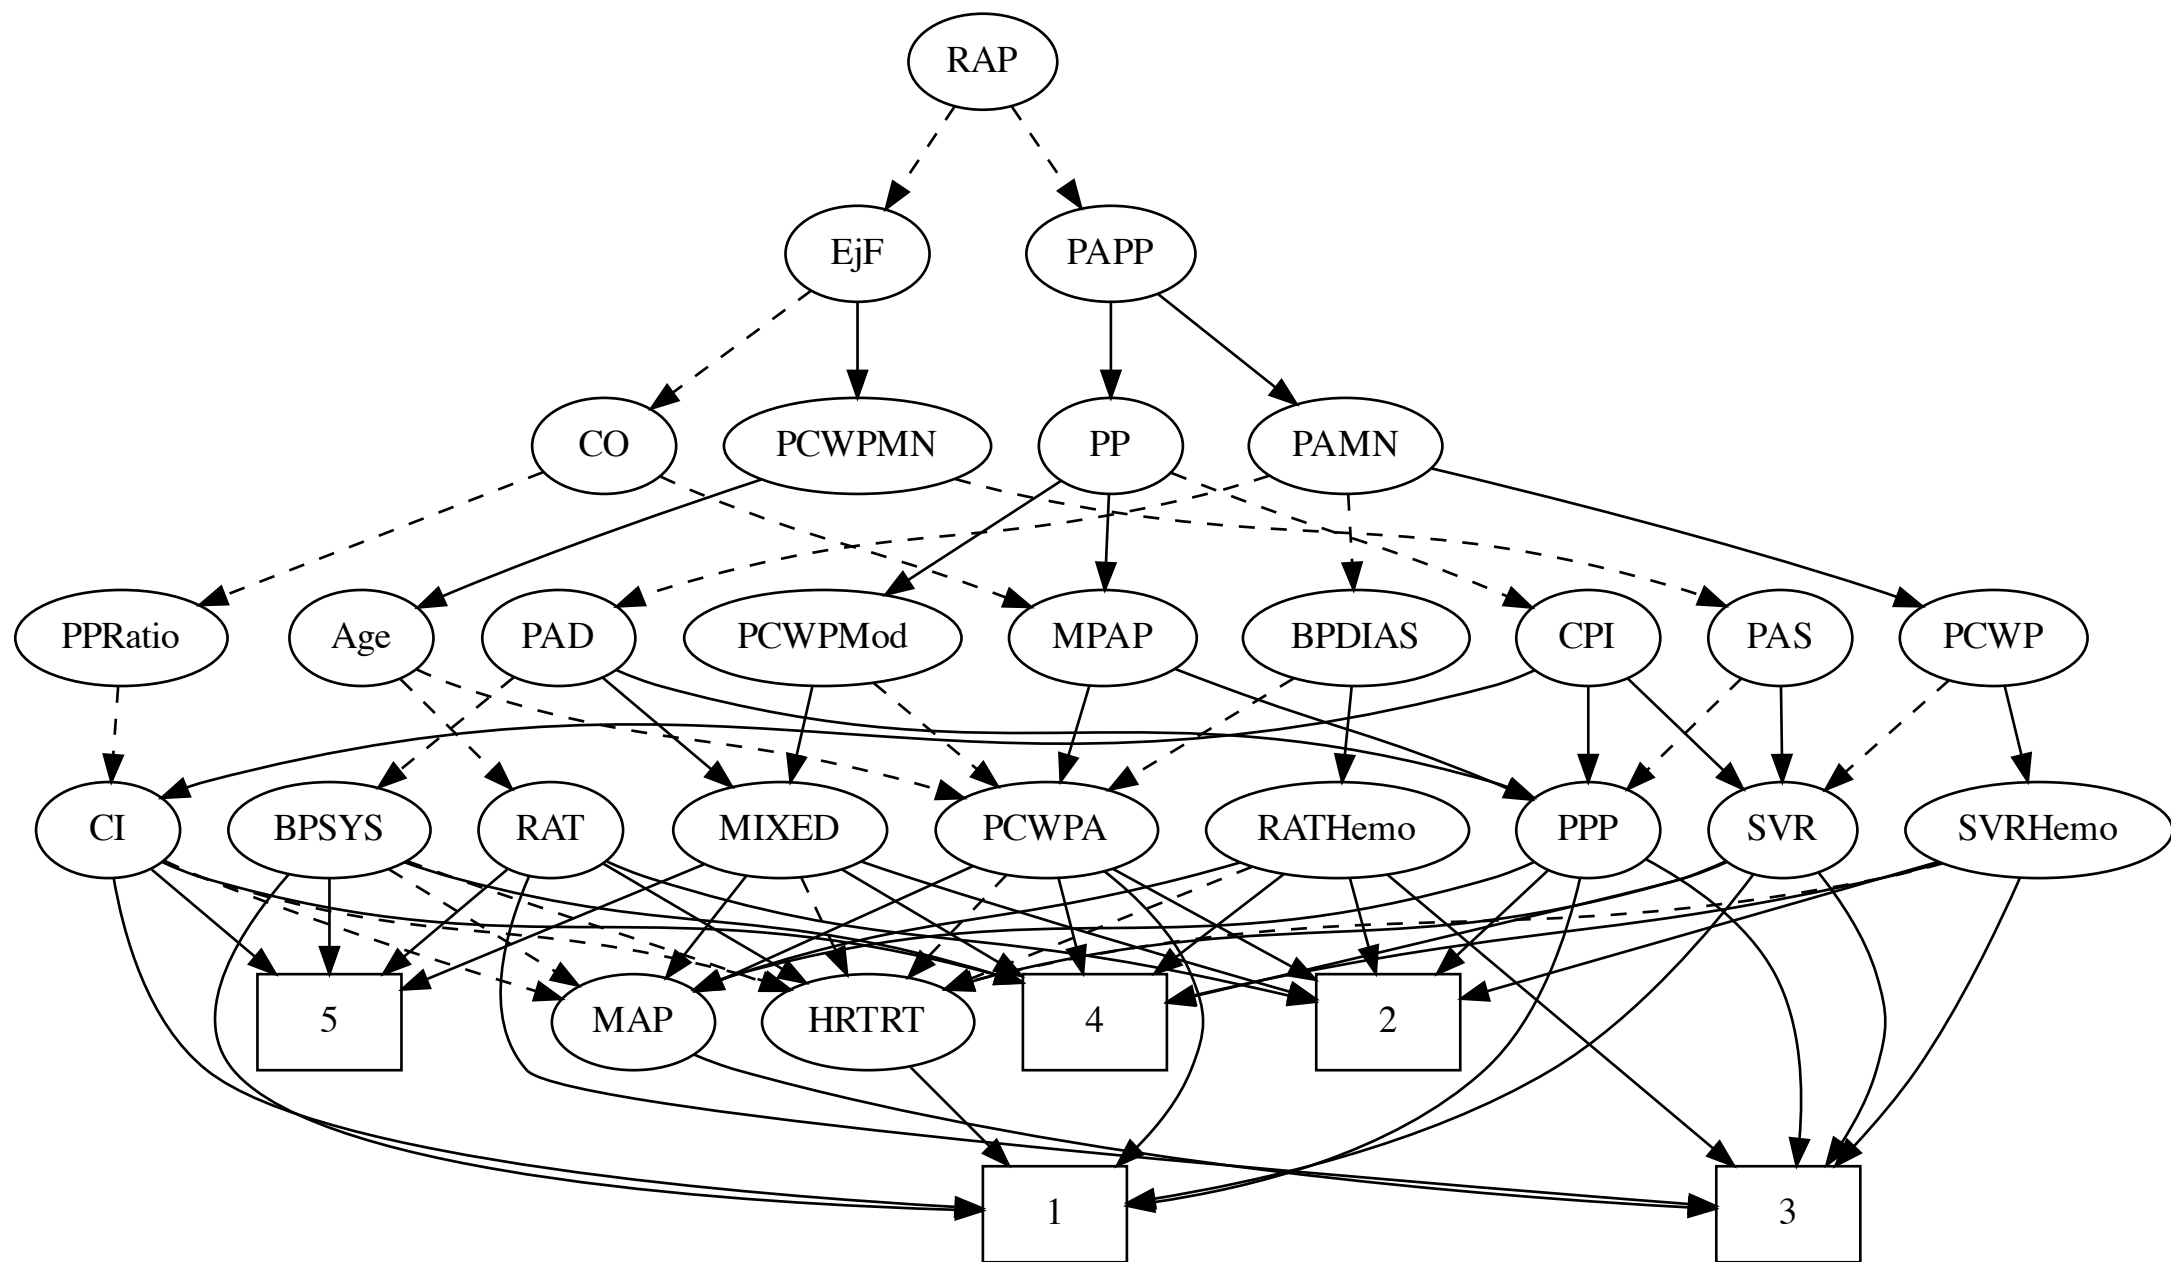 RAP
EjF
PAPP
CO
PCWPMN
PP
PAMN
PPRatio
Age
PAD
PCWPMod
MPAP
BPDIAS
CPI
PAS
PCWP
CI
BPSYS
RAT
MIXED
PCWPA
RATHemo
PPP
SVR
SVRHemo
5
MAP
HRTRT
4
2
1
3